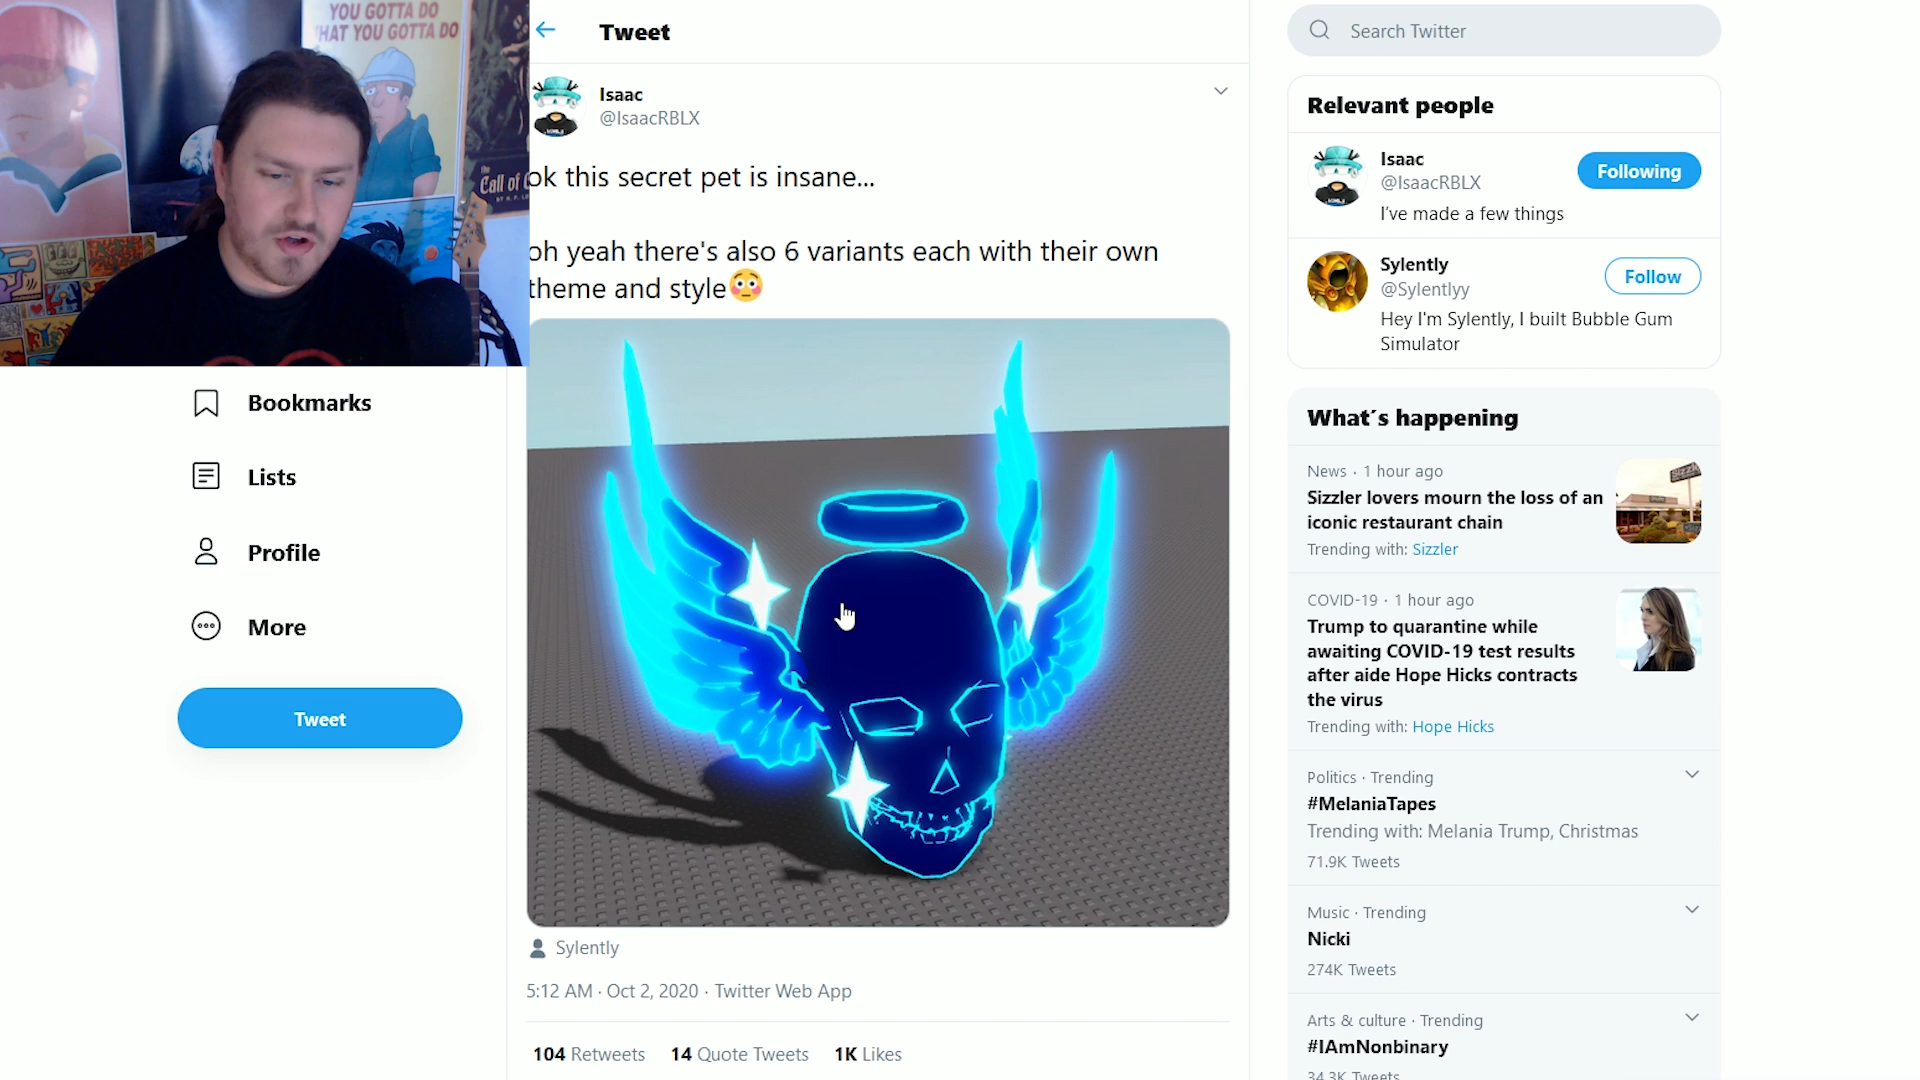 YOU GOTTA DO
HAT YOU GOTTA DO
the
Call of
Tweet
Isaac
@IsaacRBLX
ok this secret pet is insane...
oh yeah there's also 6 variants each with their own
theme and style😳
Bookmarks
Lists
Profile
More
Tweet
Sylently
5:12 AM · Oct 2, 2020 · Twitter Web App
104 Retweets 14 Quote Tweets 1K Likes
Search Twitter
Relevant people
Isaac
@IsaacRBLX
Following
I've made a few things
Sylently
@Sylentlyy
Follow
Hey I'm Sylently, I built Bubble Gum
Simulator
What's happening
News · 1 hour ago
Sizzler lovers mourn the loss of an
iconic restaurant chain
Trending with: Sizzler
COVID-19 · 1 hour ago
Trump to quarantine while
awaiting COVID-19 test results
after aide Hope Hicks contracts
the virus
Trending with: Hope Hicks
Politics · Trending
#MelaniaTapes
Trending with: Melania Trump, Christmas
71.9K Tweets
Music · Trending
Nicki
274K Tweets
Arts & culture · Trending
#IAmNonbinary
34.3K Tweets